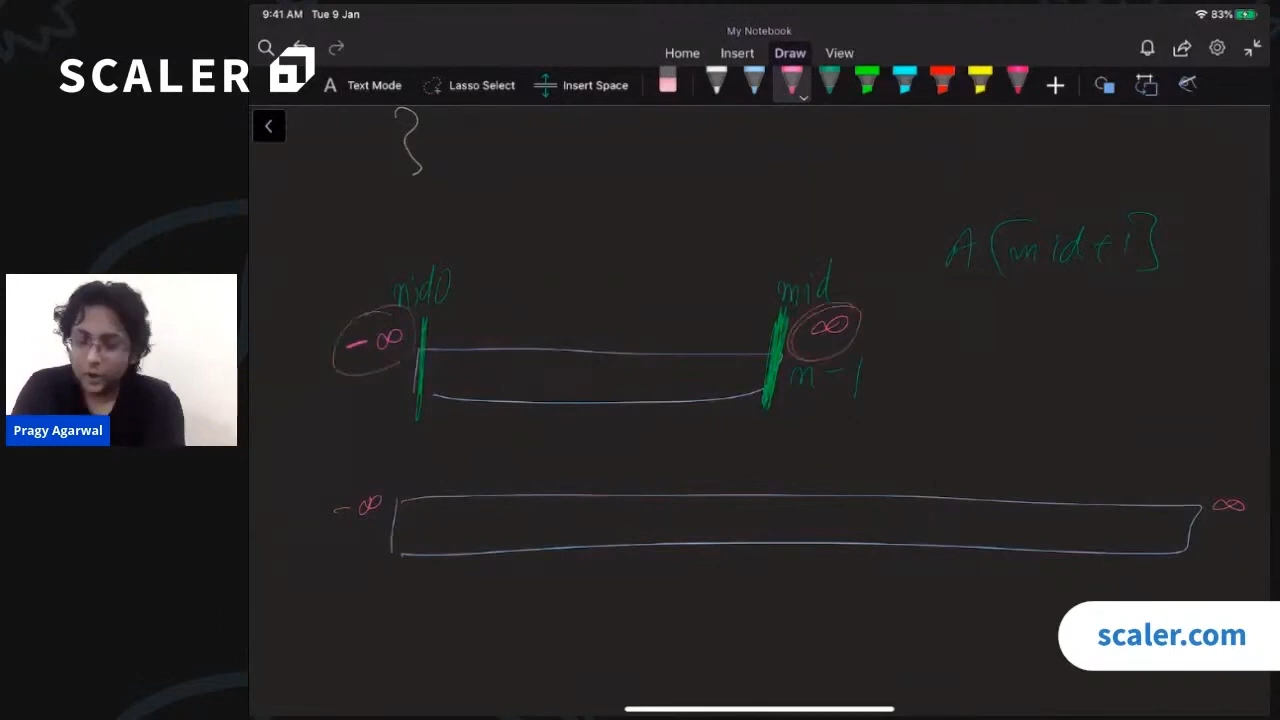 9:41 AM Tue 9 Jan
83%
My Notebook
Home Insert Draw View
SCALER
Text Mode Lasso Select Insert Space
A[mid+1]
mid0 mid
-∞ ∞
n-1
Pragy Agarwal
-∞ ∞
scaler.com